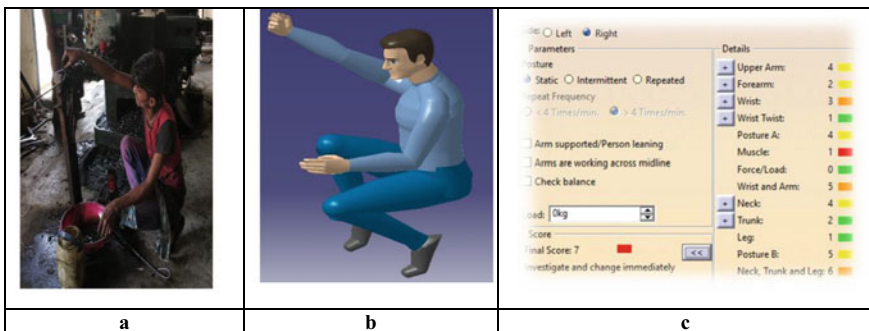 Left Right
Parameters
Static Intermittent Repeated
Repeat Frequency
< 4 Times/min. > 4 Times/min.
Arm supported/Person leaning
Arms are working across midline
Check balance
0kg
Score
Final Score: 7
<<
Investigate and change immediately
Details
+ Upper Arm: 4
+ Forearm: 2
+ Wrist: 3
+ Wrist Twist: 1
Posture A: 4
Muscle: 1
Force/Load: 0
Wrist and Arm: 5
+ Neck: 4
+ Trunk: 2
Leg: 1
Posture B: 5
Neck, Trunk and Leg: 6
a
b
c